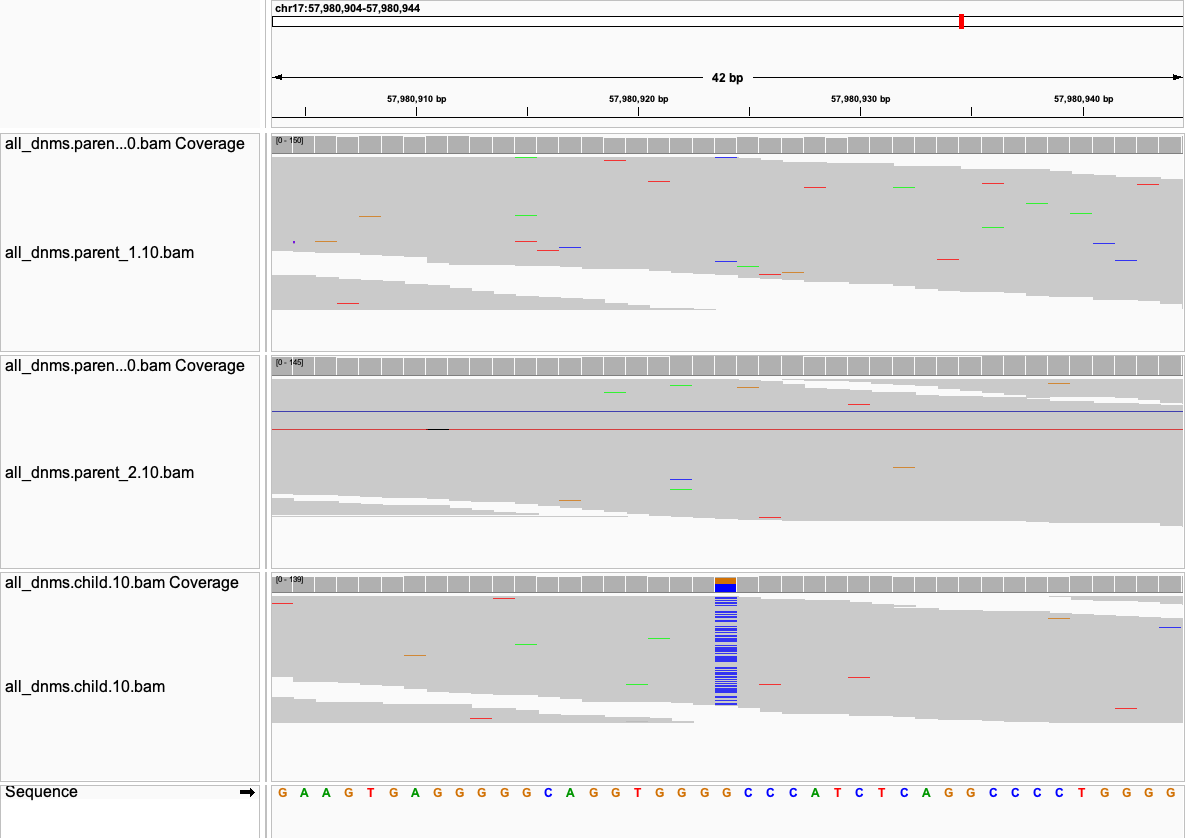 chr17:57,980,904-57,980,944
42 bp
57,980,910 bp 57,980,920 bp 57,980,930 bp 57,980,940 bp
all_dnms.paren...0.bam Coverage
[0 - 150]
all_dnms.parent_1.10.bam
all_dnms.paren...0.bam Coverage
[0 - 145]
all_dnms.parent_2.10.bam
all_dnms.child.10.bam Coverage
[0 - 139]
all_dnms.child.10.bam
Sequence
G A A G T G A G G G G G C A G G T G G G G C C C A T C T C A G G C C C C T G G G G